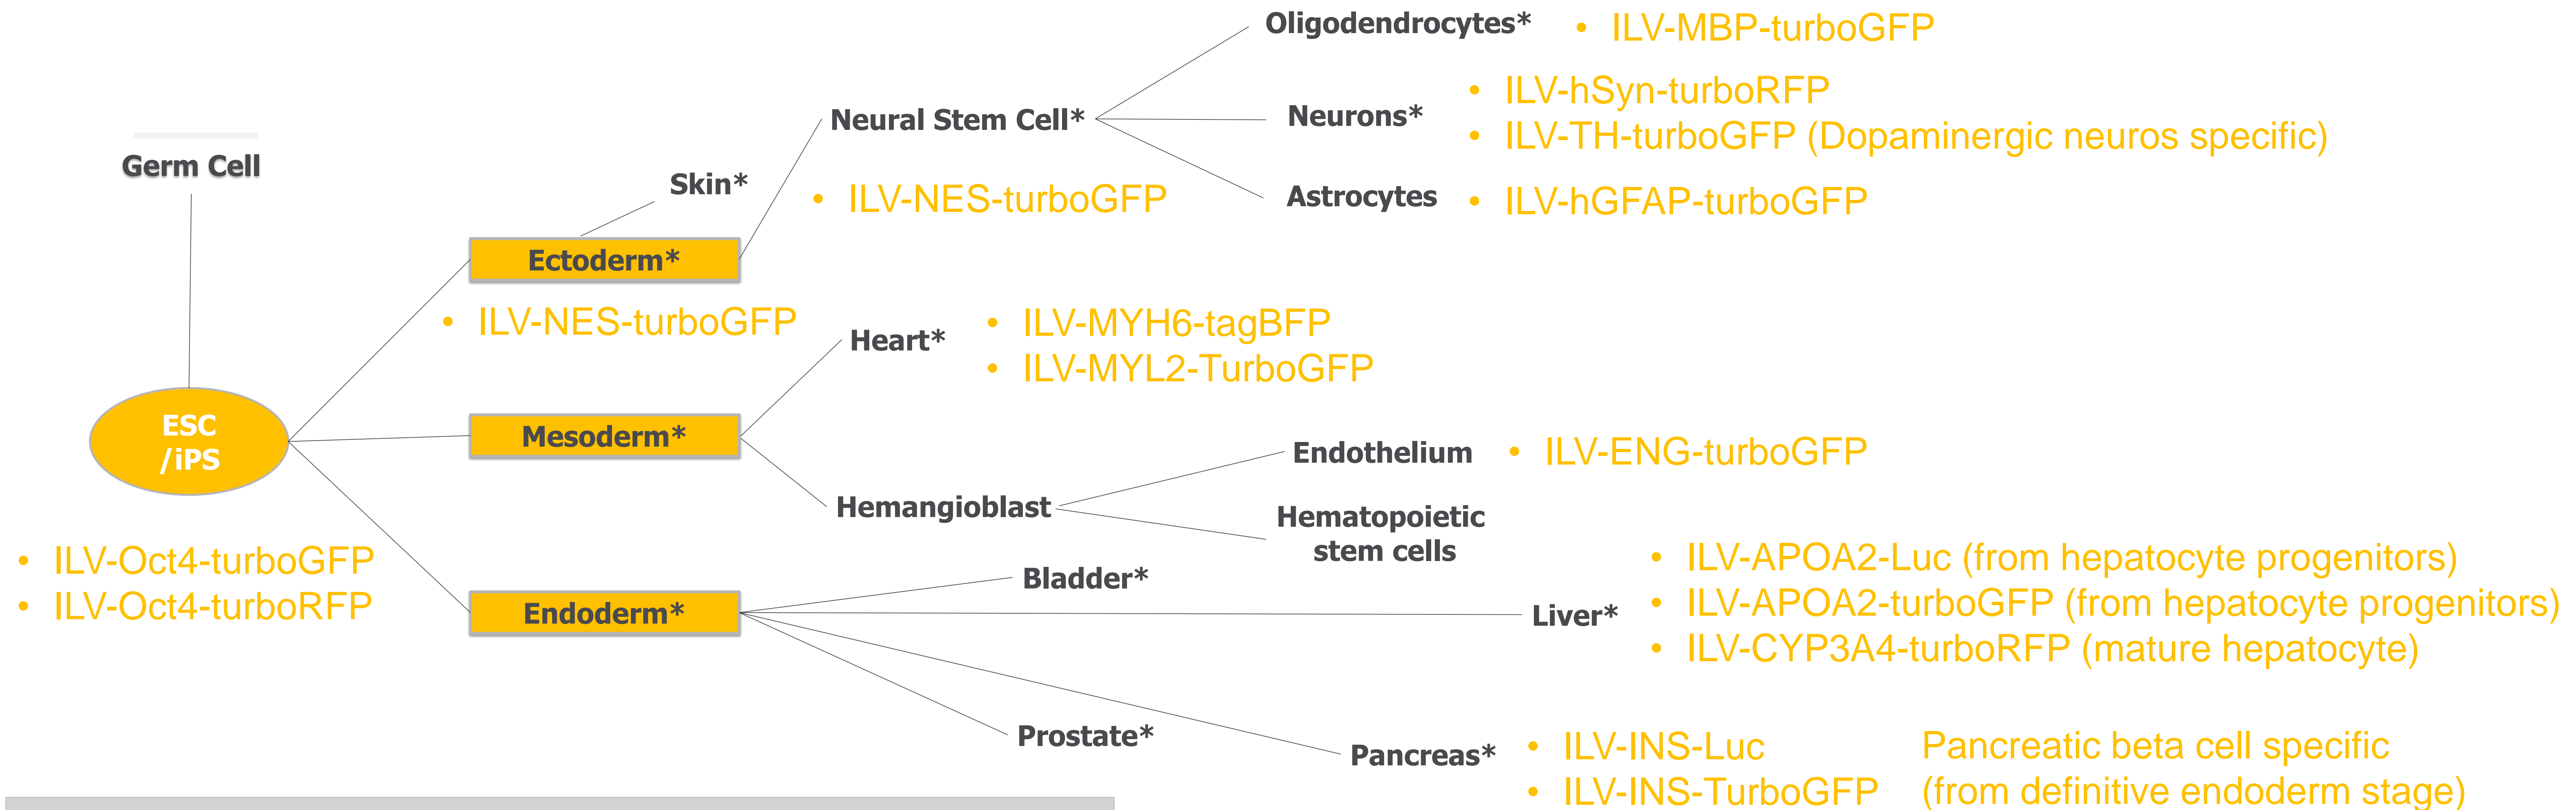 Oligodendrocytes*
• ILV-MBP-turboGFP
Neural Stem Cell*
Neurons*
• ILV-hSyn-turboRFP
• ILV-TH-turboGFP (Dopaminergic neuros specific)
Germ Cell
Skin*
• ILV-NES-turboGFP
Astrocytes
• ILV-hGFAP-turboGFP
Ectoderm*
• ILV-NES-turboGFP
Heart*
• ILV-MYH6-tagBFP
• ILV-MYL2-TurboGFP
ESC
/iPS
Mesoderm*
Endothelium
• ILV-ENG-turboGFP
Hemangioblast
Hematopoietic
stem cells
• ILV-Oct4-turboGFP
• ILV-Oct4-turboRFP
Endoderm*
Bladder*
Liver*
• ILV-APOA2-Luc (from hepatocyte progenitors)
• ILV-APOA2-turboGFP (from hepatocyte progenitors)
• ILV-CYP3A4-turboRFP (mature hepatocyte)
Prostate*
Pancreas*
• ILV-INS-Luc
• ILV-INS-TurboGFP
Pancreatic beta cell specific
(from definitive endoderm stage)